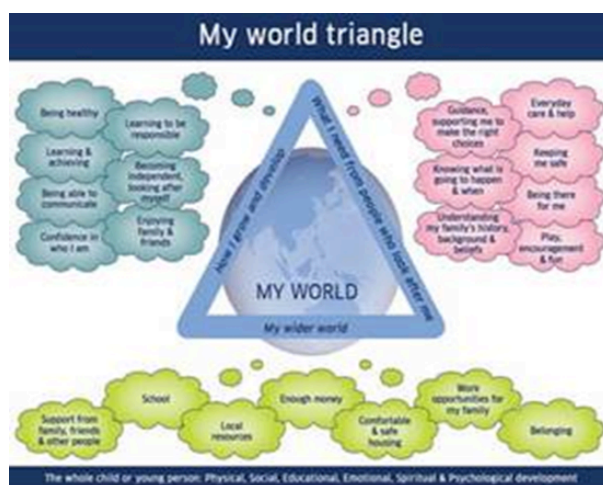 My world triangle
Being healthy
Learning to be
responsible
Learning &
achieving
Becoming
independent,
looking after
myself
Being able to
communicate
Enjoying
family &
friends
Confidence in
who I am
How I grow and develop
What I need from people who look after me
MY WORLD
My wider world
Guidance,
supporting me to
make the right
choices
Everyday
care & help
Keeping
me safe
Knowing what is
going to happen
& when
Being there
for me
Understanding
my family's history,
background &
beliefs
Play,
encouragement
& fun
Support from
family, friends
& other people
School
Local
resources
Enough money
Comfortable
& safe
housing
Work
opportunities for
my family
Belonging
The whole child or young person: Physical, Social, Educational, Emotional, Spiritual & Psychological development